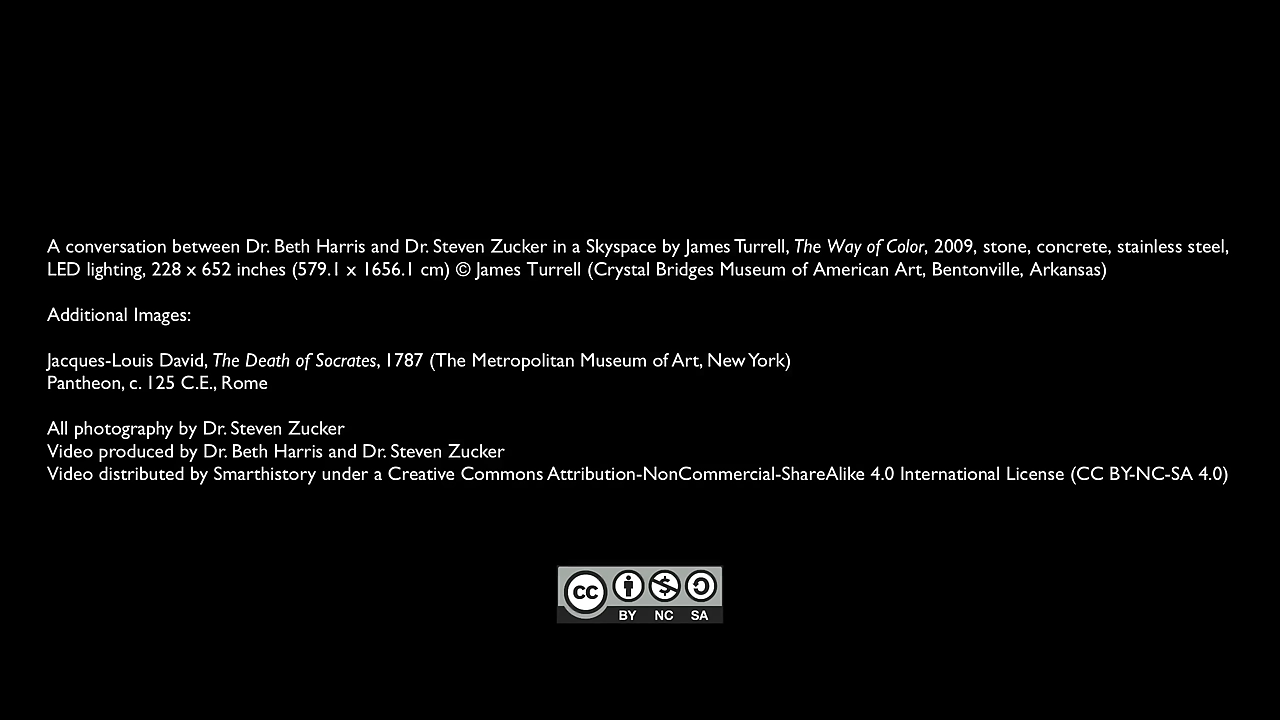 A conversation between Dr. Beth Harris and Dr. Steven Zucker in a Skyspace by James Turrell, The Way of Color, 2009, stone, concrete, stainless steel,
LED lighting, 228 x 652 inches (579.1 x 1656.1 cm) © James Turrell (Crystal Bridges Museum of American Art, Bentonville, Arkansas)
Additional Images:
Jacques-Louis David, The Death of Socrates, 1787 (The Metropolitan Museum of Art, New York)
Pantheon, c. 125 C.E., Rome
All photography by Dr. Steven Zucker
Video produced by Dr. Beth Harris and Dr. Steven Zucker
Video distributed by Smarthistory under a Creative Commons Attribution-NonCommercial-ShareAlike 4.0 International License (CC BY-NC-SA 4.0)
CC
BY NC SA